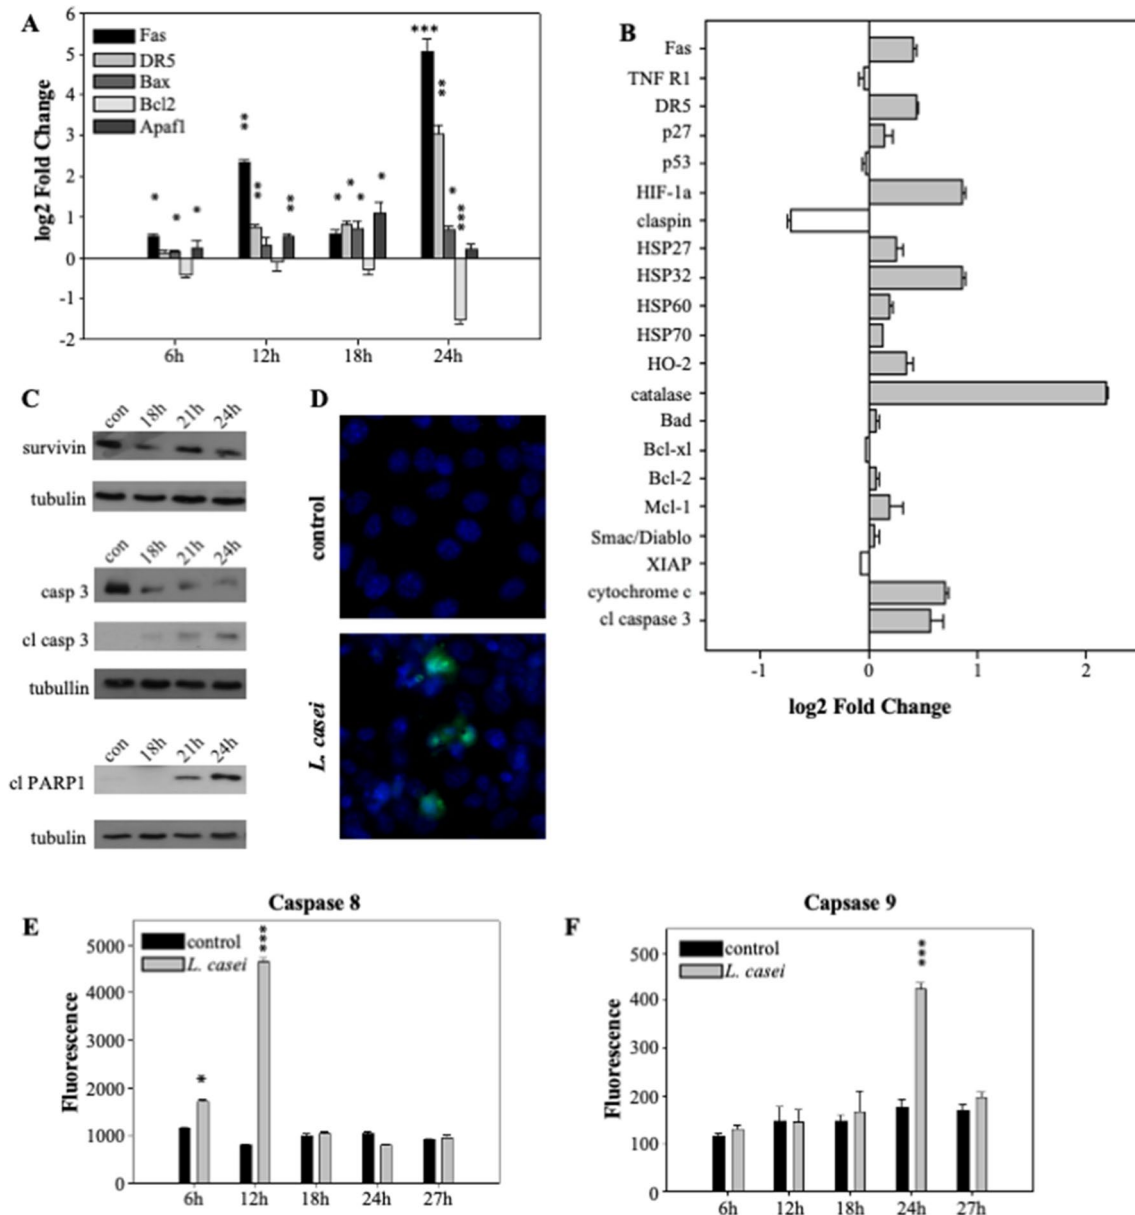 A
log2 Fold Change
6
5
4
3
2
1
0
-1
-2
Fas
DR5
Bax
Bcl2
Apaf1
* * *
** ** **
* * * *
*** ** * ***
6h 12h 18h 24h
B
Fas
TNF R1
DR5
p27
p53
HIF-1a
claspin
HSP27
HSP32
HSP60
HSP70
HO-2
catalase
Bad
Bcl-xl
Bcl-2
Mcl-1
Smac/Diablo
XIAP
cytochrome c
cl caspase 3
-1 0 1 2
log2 Fold Change
C
con 18h 21h 24h
survivin
tubulin
con 18h 21h 24h
casp 3
cl casp 3
tubullin
con 18h 21h 24h
cl PARP1
tubulin
D
control
L. casei
E
Caspase 8
Fluorescence
5000
4000
3000
2000
1000
0
control
L. casei
*
***
6h 12h 18h 24h 27h
F
Capsase 9
Fluorescence
500
400
300
200
100
0
control
L. casei
***
6h 12h 18h 24h 27h